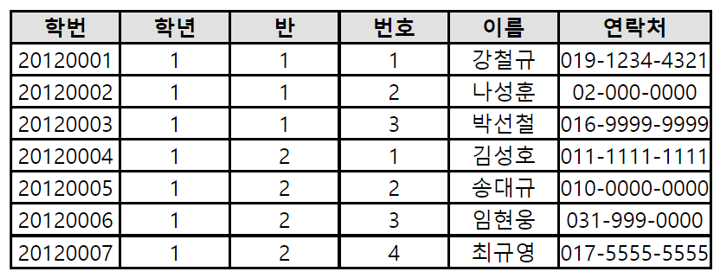 학번 학년 반 번호 이름 연락처
20120001 1 1 1 강철규 019-1234-4321
20120002 1 1 2 나성훈 02-000-0000
20120003 1 1 3 박선철 016-9999-9999
20120004 1 2 1 김성호 011-1111-1111
20120005 1 2 2 송대규 010-0000-0000
20120006 1 2 3 임현웅 031-999-0000
20120007 1 2 4 최규영 017-5555-5555